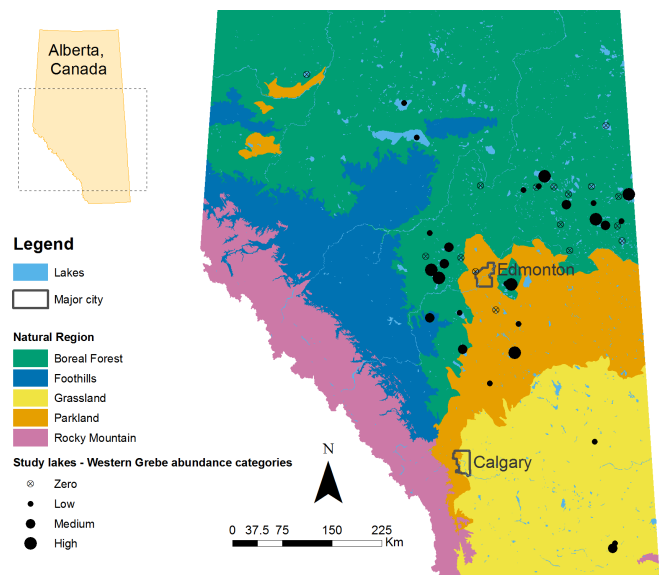 Alberta,
Canada
Legend
Lakes
Major city
Natural Region
Boreal Forest
Foothills
Grassland
Parkland
Rocky Mountain
Study lakes - Western Grebe abundance categories
Zero
Low
Medium
High
Edmonton
Calgary
N
0 37.5 75 150 225
Km